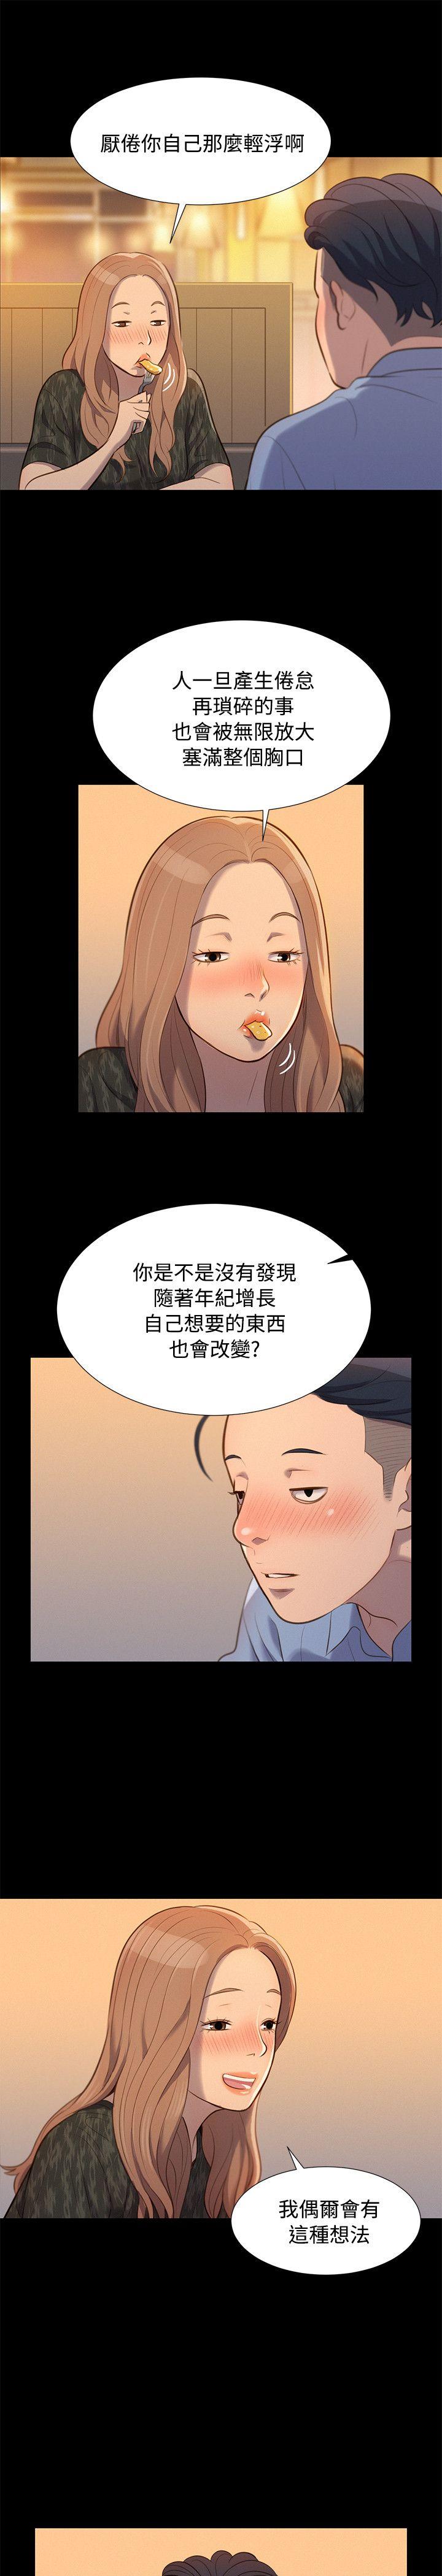 厭倦你自己那麼輕浮啊
人一旦產生倦怠
再瑣碎的事
也會被無限放大
塞滿整個胸口
你是不是沒有發現
隨著年紀增長
自己想要的東西
也會改變?
我偶爾會有
這種想法